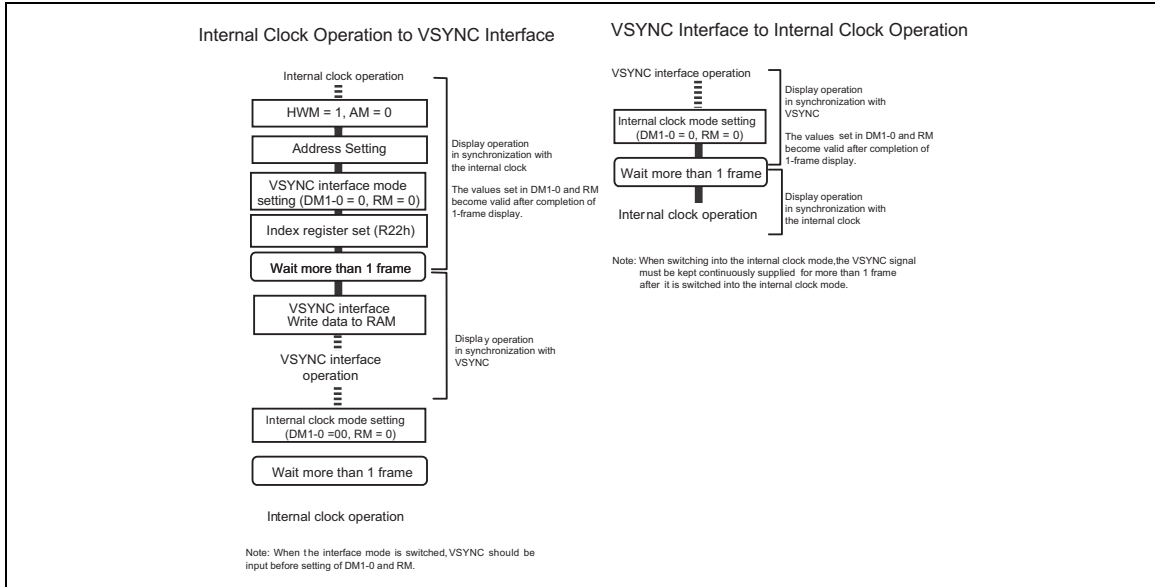 Internal Clock Operation to VSYNC Interface
Internal clock operation
HWM = 1, AM = 0
Address Setting
VSYNC interface mode
setting (DM1-0 = 0, RM = 0)
Index register set (R22h)
Wait more than 1 frame
VSYNC interface
Write data to RAM
VSYNC interface
operation
Internal clock mode setting
(DM1-0 =00, RM = 0)
Wait more than 1 frame
Internal clock operation
Display operation
in synchronization with
the internal clock
The values set in DM1-0 and RM
become valid after completion of
1-frame display.
Display operation
in synchronization with
VSYNC
Note: When the interface mode is switched, VSYNC should be
input before setting of DM1-0 and RM.
VSYNC Interface to Internal Clock Operation
VSYNC interface operation
Internal clock mode setting
(DM1-0 = 0, RM = 0)
Wait more than 1 frame
Internal clock operation
Display operation
in synchronization with
VSYNC
The values set in DM1-0 and RM
become valid after completion of
1-frame display.
Display operation
in synchronization with
the internal clock
Note: When switching into the internal clock mode,the VSYNC signal
must be kept continuously supplied for more than 1 frame
after it is switched into the internal clock mode.